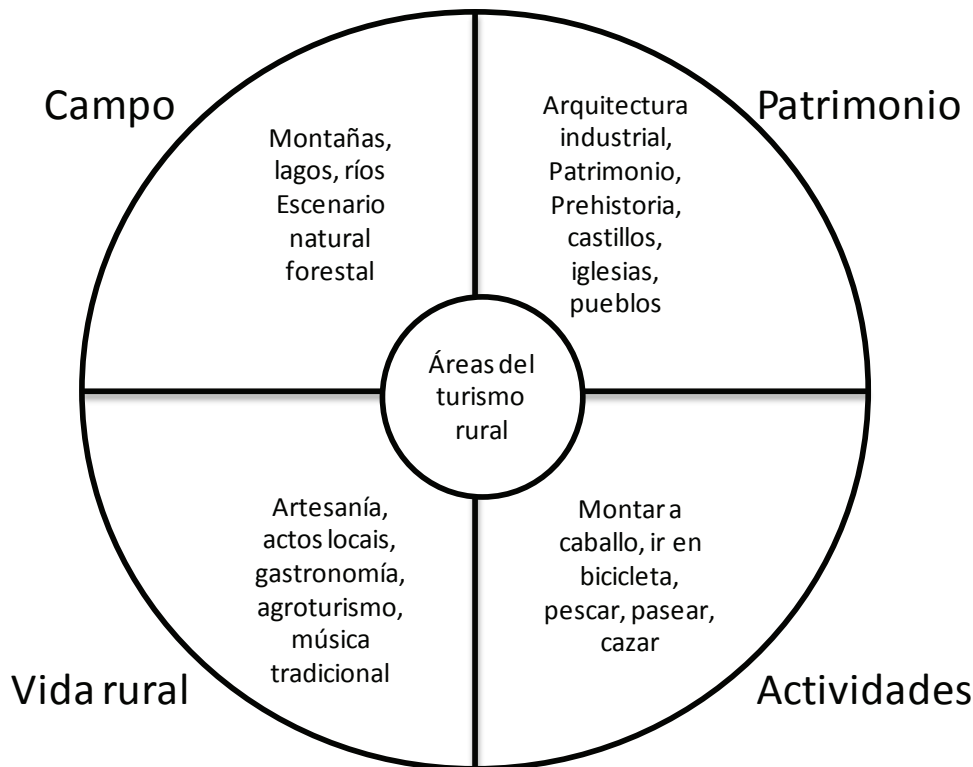 Campo
Montañas,
lagos, ríos
Escenario
natural
forestal
Patrimonio
Arquitectura
industrial,
Patrimonio,
Prehistoria,
castillos,
iglesias,
pueblos
Áreas del
turismo
rural
Vida rural
Artesanía,
actos locais,
gastronomía,
agroturismo,
música
tradicional
Actividades
Montar a
caballo, ir en
bicicleta,
pescar, pasear,
cazar